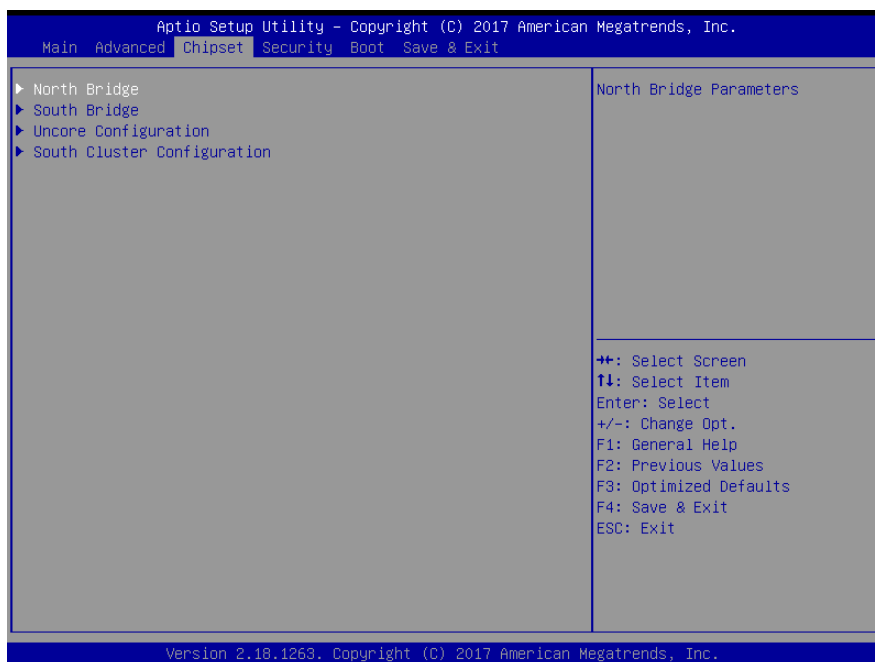 Aptio Setup Utility – Copyright (C) 2017 American Megatrends, Inc.
Main Advanced Chipset Security Boot Save & Exit
▶ North Bridge
▶ South Bridge
▶ Uncore Configuration
▶ South Cluster Configuration
North Bridge Parameters
→←: Select Screen
↑↓: Select Item
Enter: Select
+/-: Change Opt.
F1: General Help
F2: Previous Values
F3: Optimized Defaults
F4: Save & Exit
ESC: Exit
Version 2.18.1263. Copyright (C) 2017 American Megatrends, Inc.